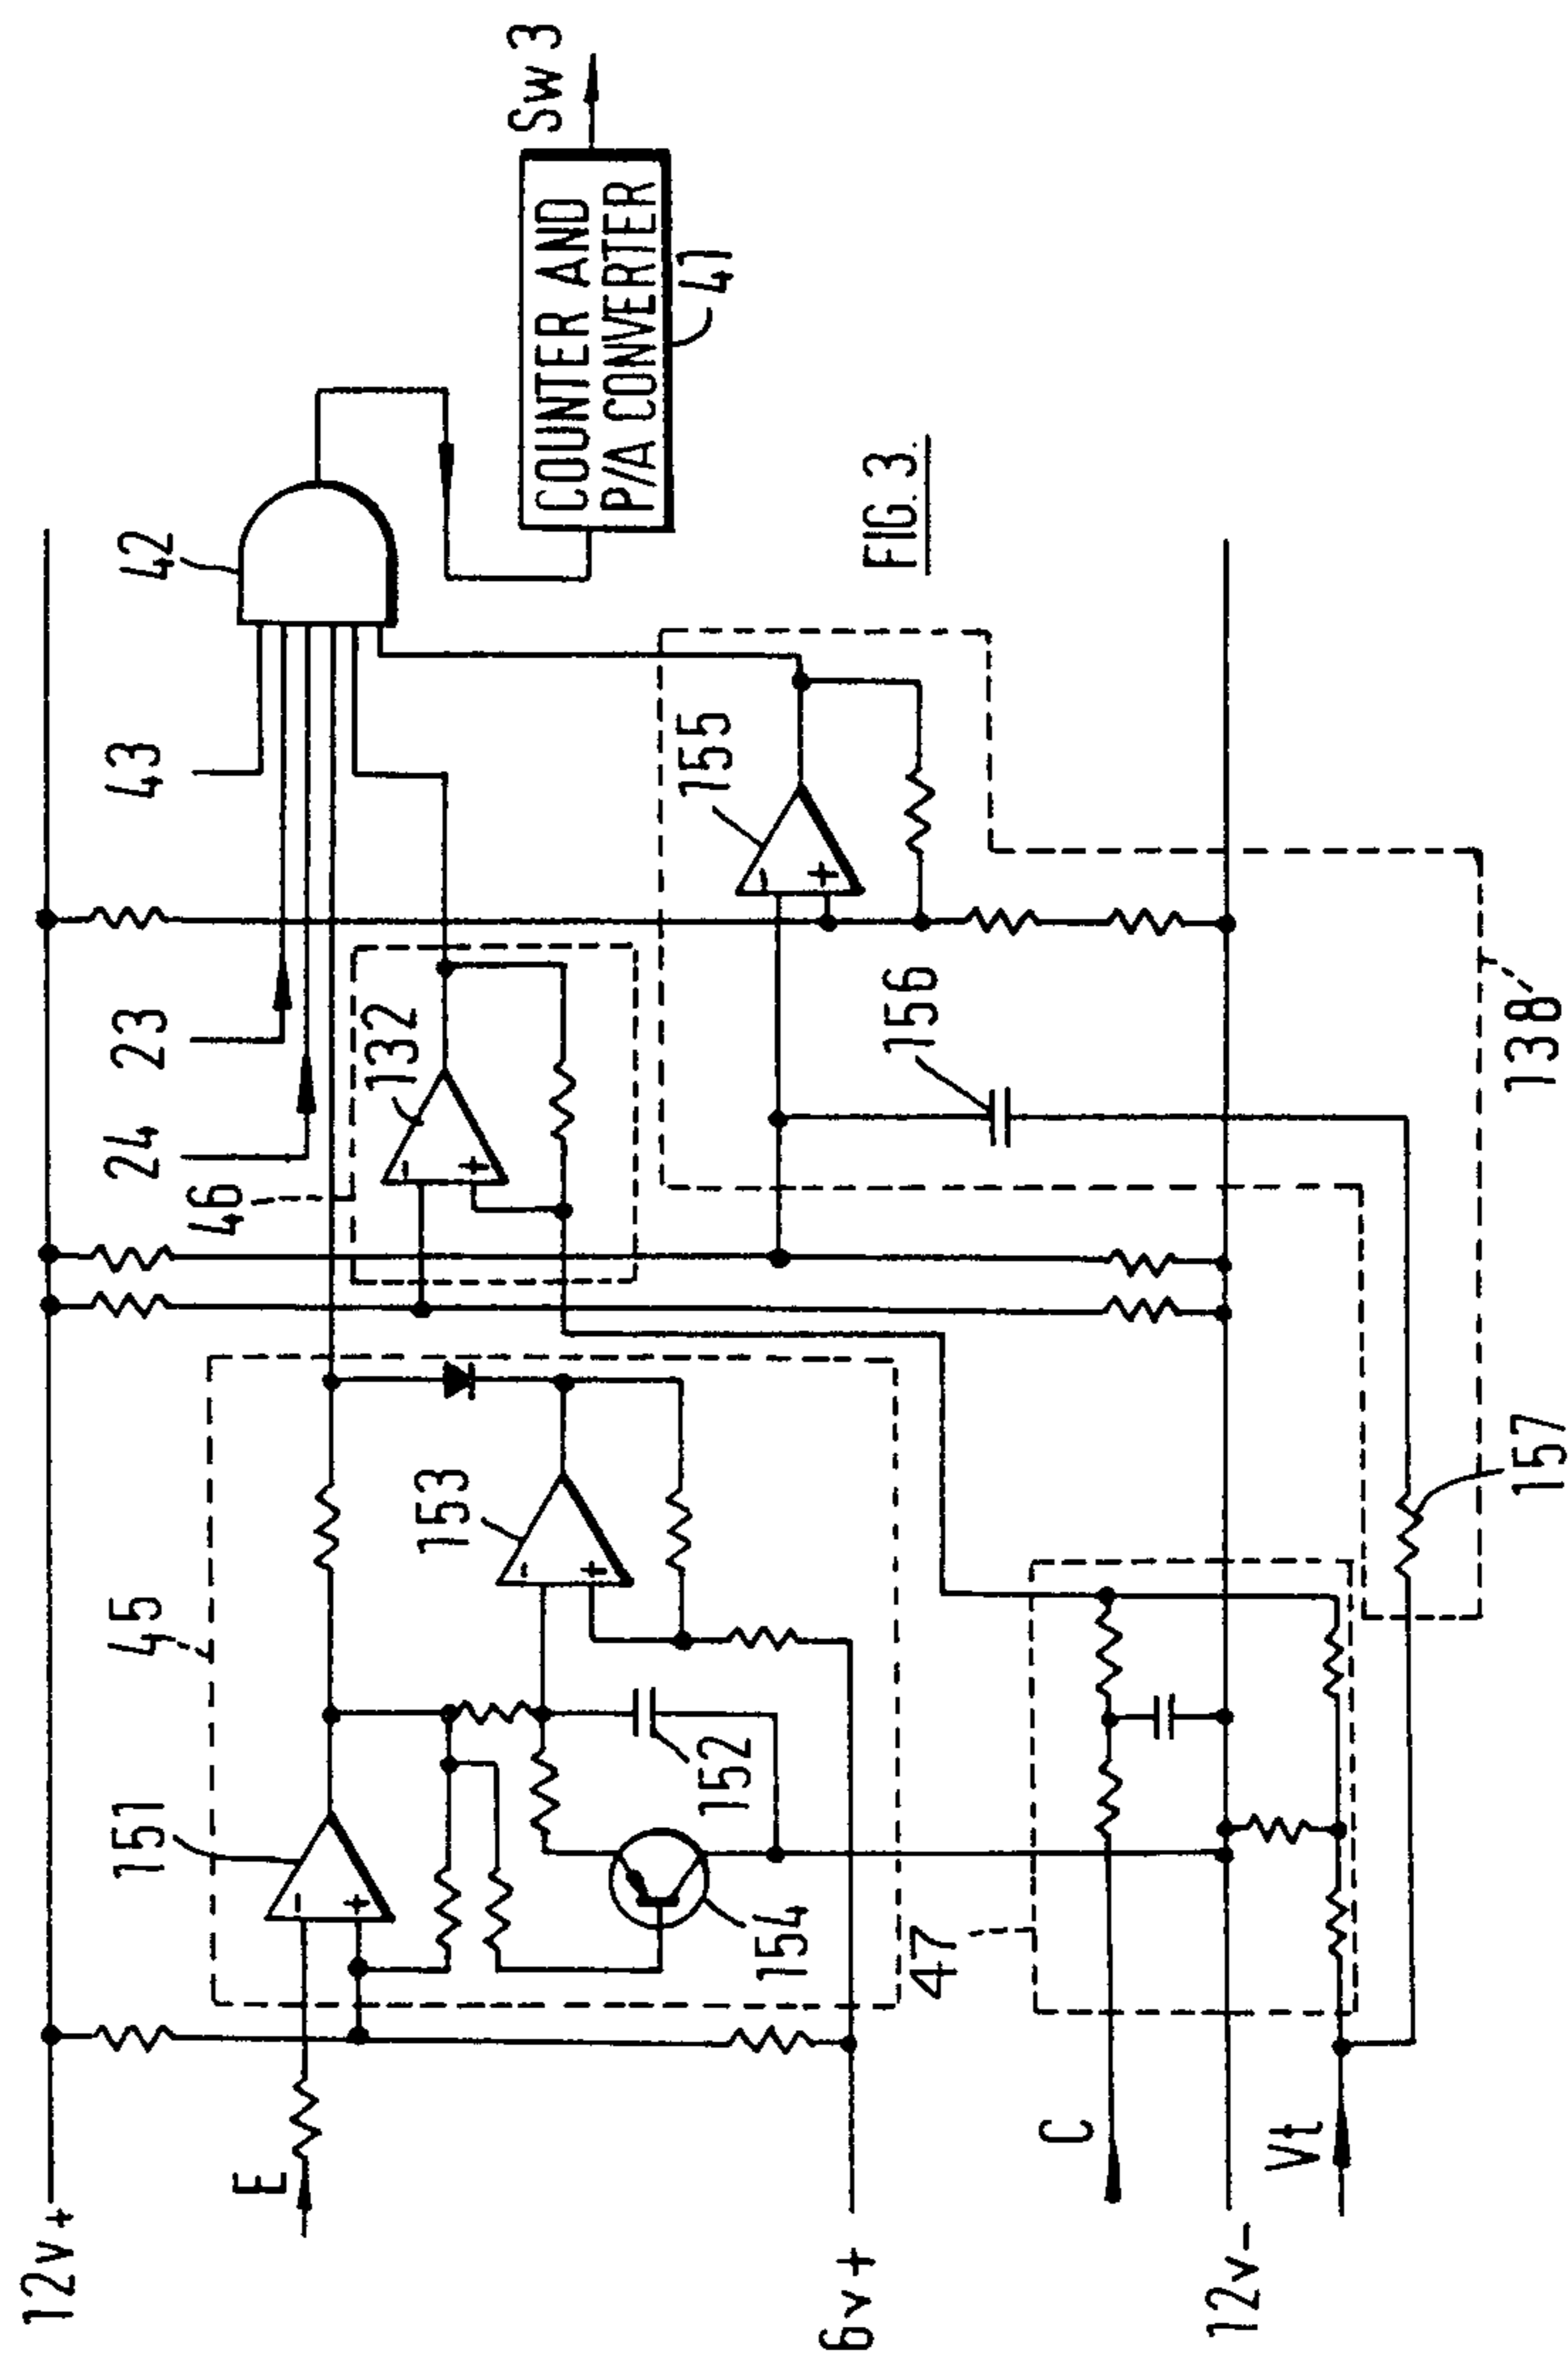 12v+
E
6v+
C
12v-
Vt
45
151
153
152
154
47
157
46
24
23
43
132
155
156
138
42
COUNTER AND
P/A CONVERTER
41
Sw 3
FIG. 3.